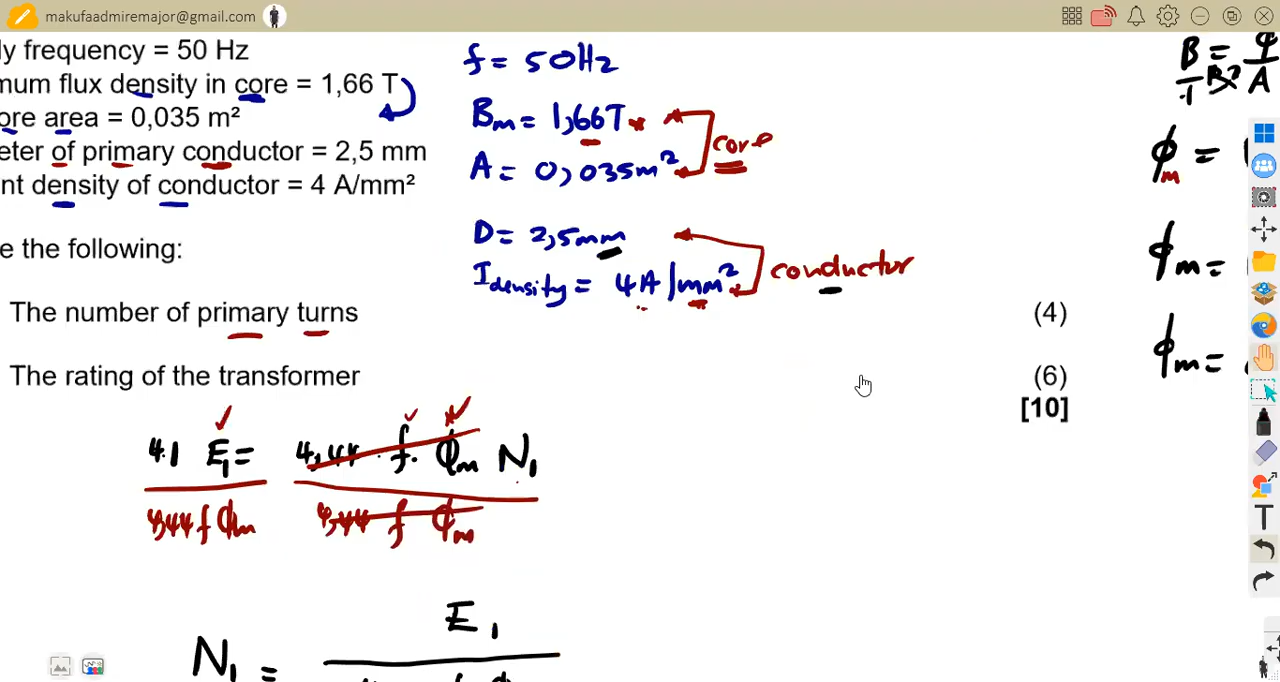 makufaadmiremajor@gmail.com
ly frequency = 50 Hz
mum flux density in core = 1,66 T
ore area = 0,035 m²
eter of primary conductor = 2,5 mm
nt density of conductor = 4 A/mm²
f = 50Hz
Bm = 1,66T
A = 0,035m²
core
D = 2,5mm
Idensity = 4A/mm²
conductor
B = φ/A
ϕm =
ϕm =
ϕm =
e the following:
The number of primary turns (4)
The rating of the transformer (6)
[10]
4.1 E₁ = 4,44 . f . ϕm N₁
4,44 f ϕm 4,44 f ϕm
E₁
N₁ =